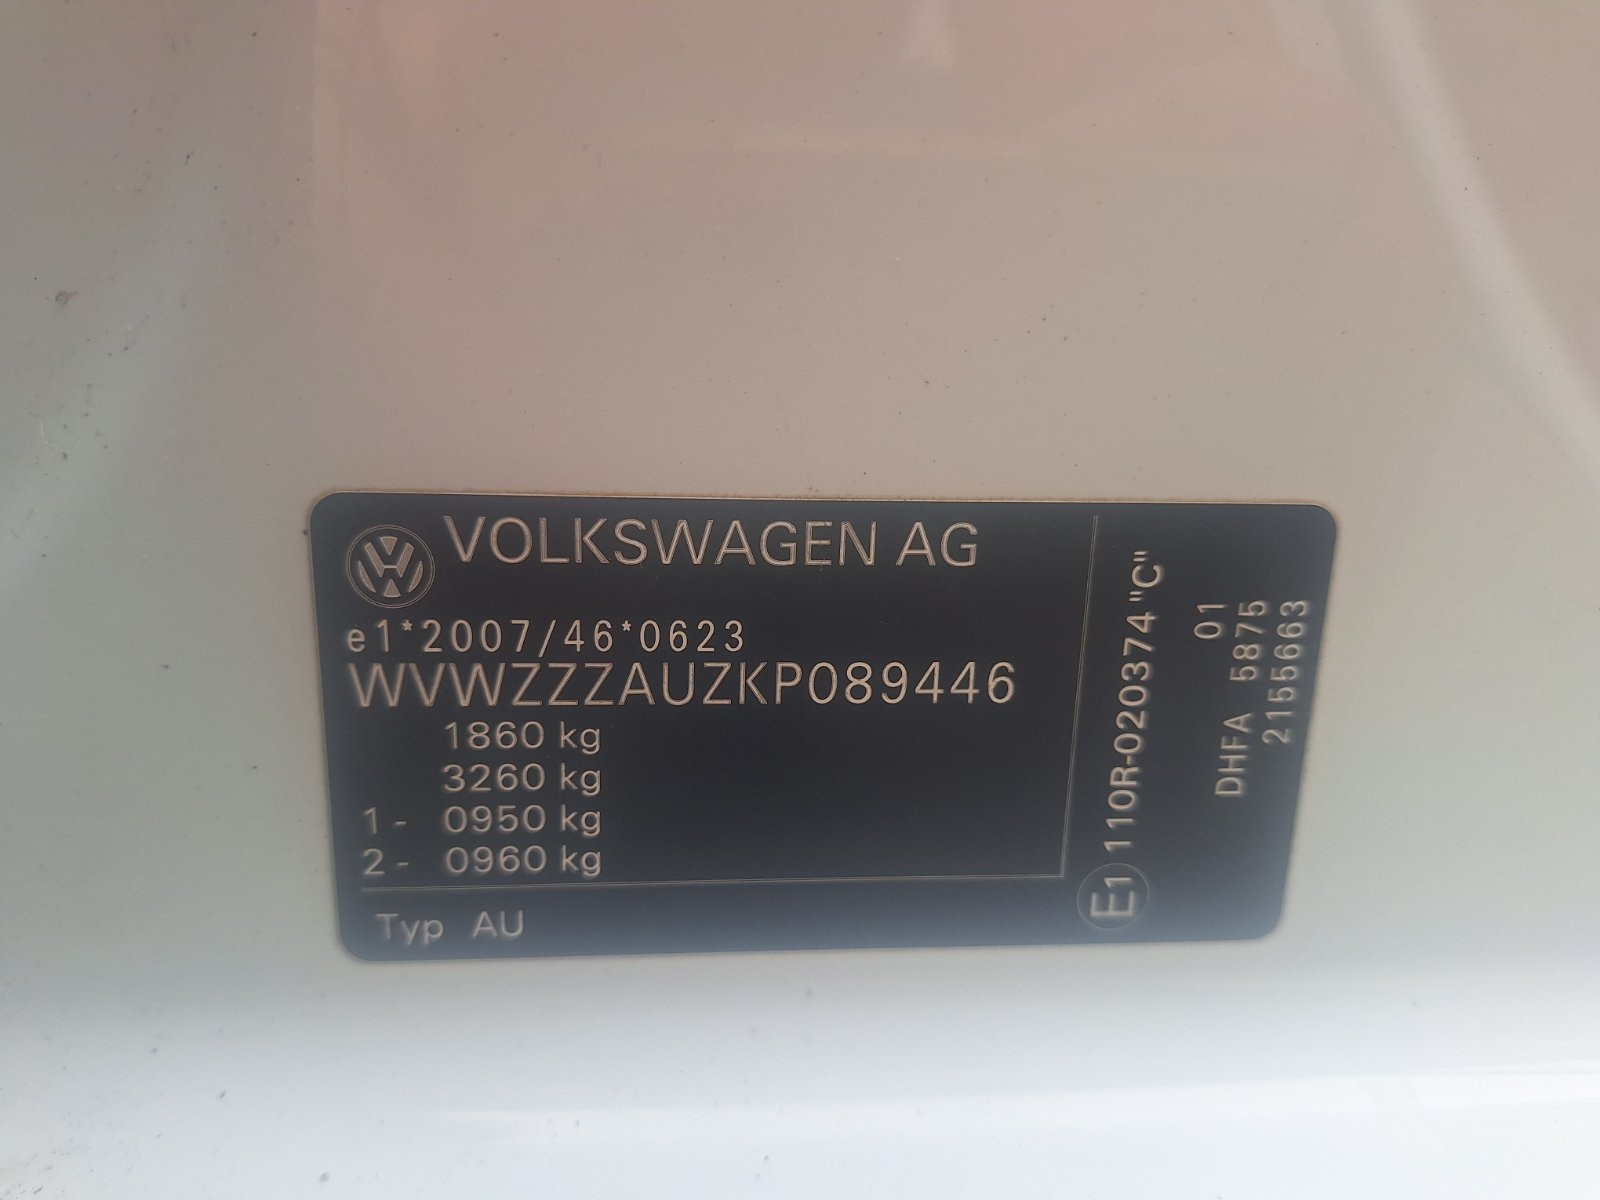 VOLKSWAGEN AG
e1*2007/46*0623
WVWZZZAUZKP089446
1860 kg
3260 kg
1- 0950 kg
2- 0960 kg
Typ AU
E1 110R-020374"C"
01
DHFA 5875
2155663